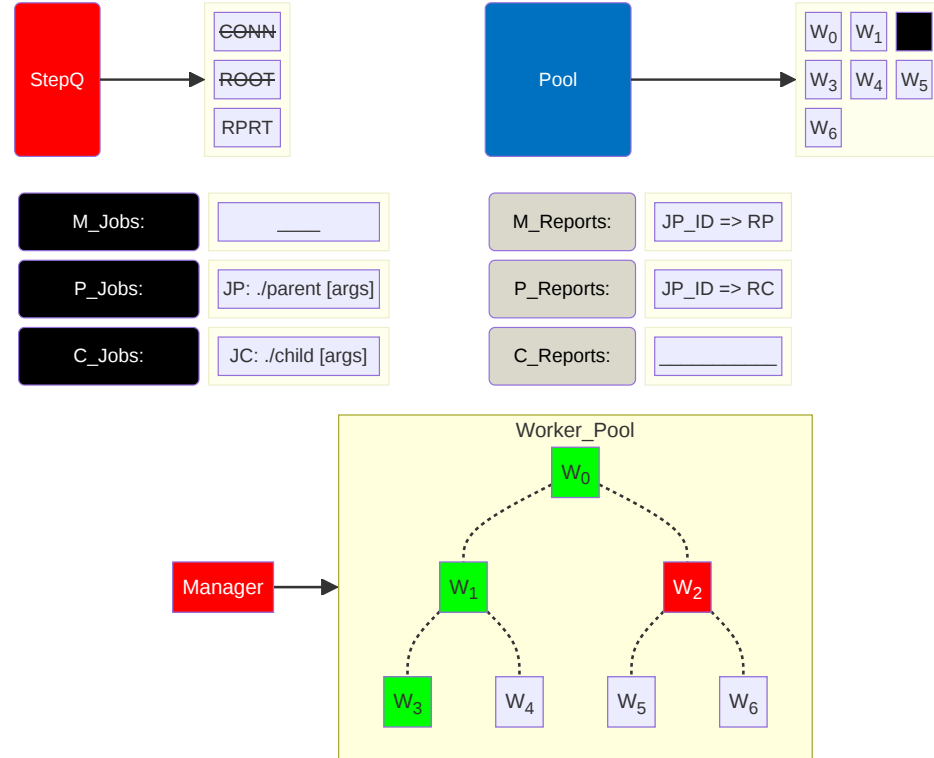 StepQ
CONN
ROOT
RPRT
Pool
W0 W1
W3 W4 W5
W6
M_Jobs: ____
P_Jobs: JP: ./parent [args]
C_Jobs: JC: ./child [args]
M_Reports: JP_ID => RP
P_Reports: JP_ID => RC
C_Reports: ___________
Worker_Pool
W0
Manager
W1 W2
W3 W4 W5 W6